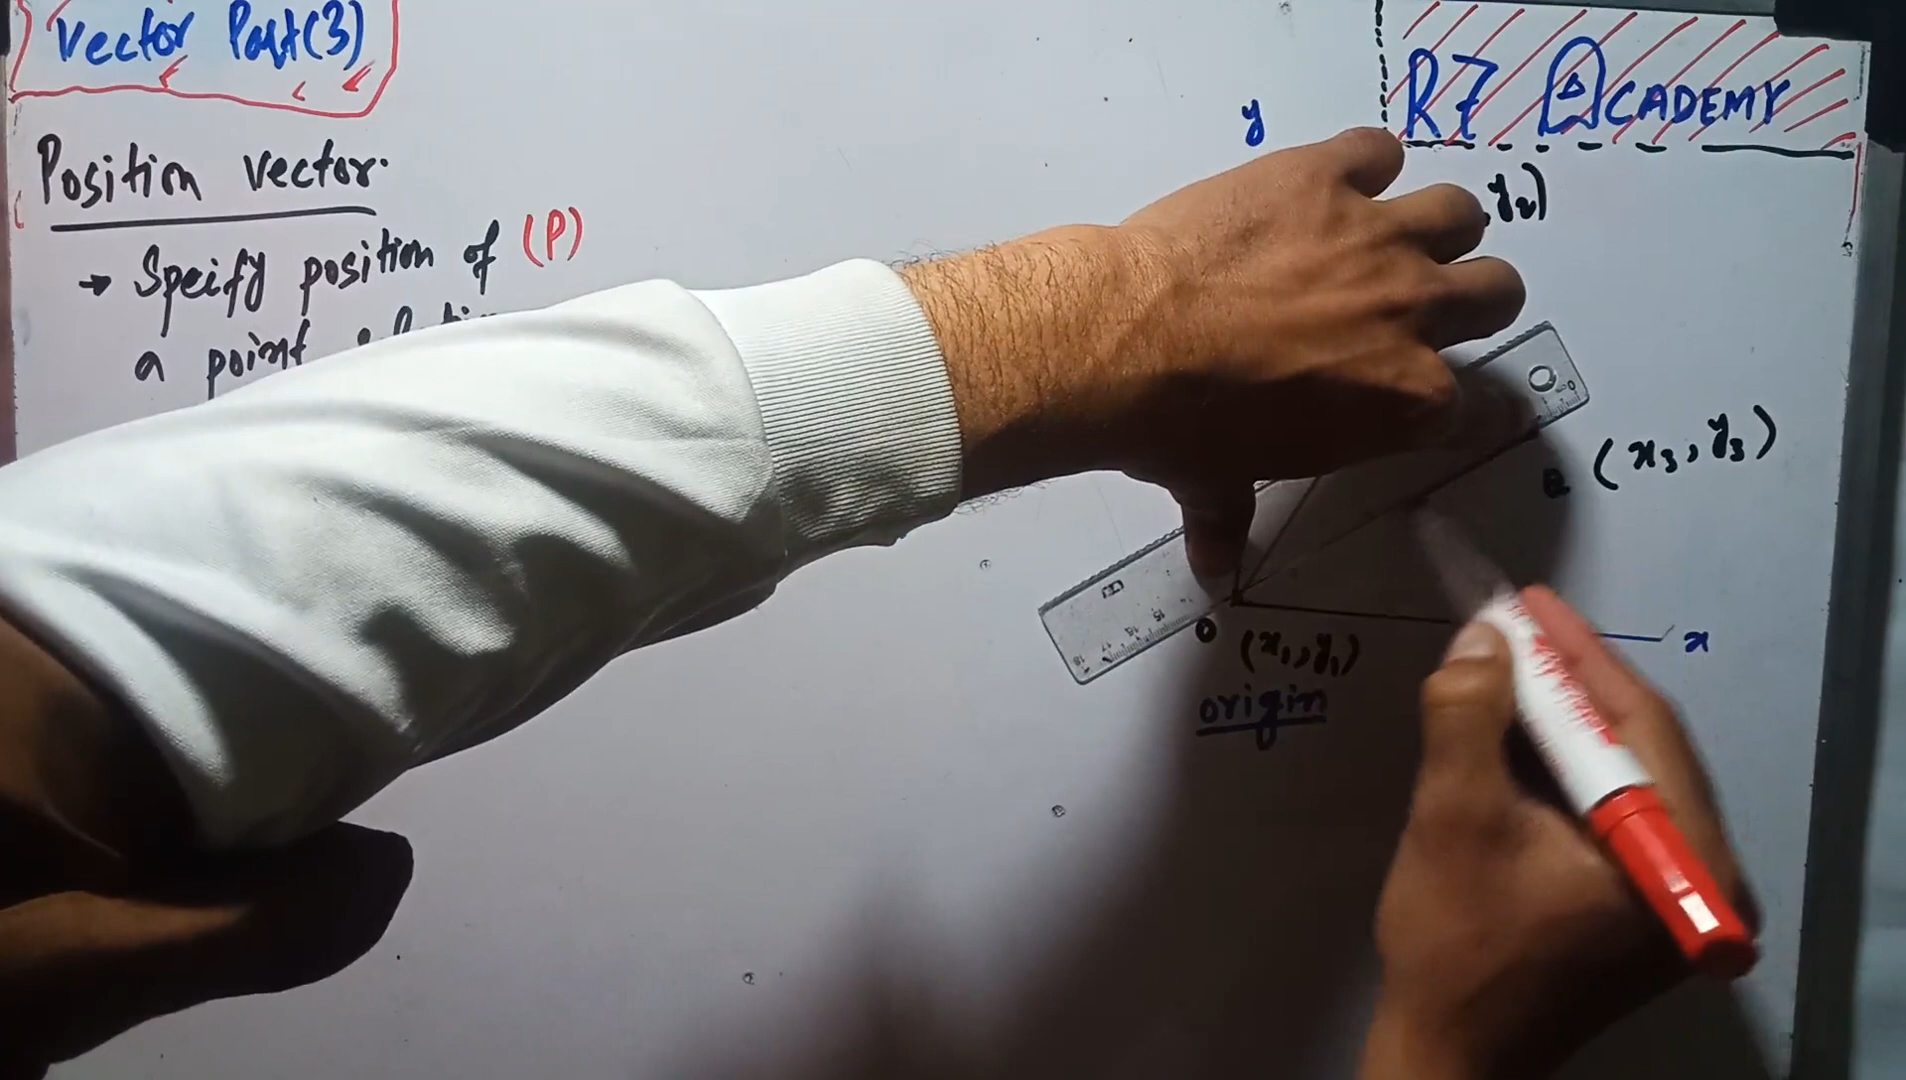 Vector Part(3)
RZ ACADEMY
Position vector.
→ Specify position of (P)
a point
y
, y₂)
Q (x₃, y₃)
O (x₁, y₁)
x
origin